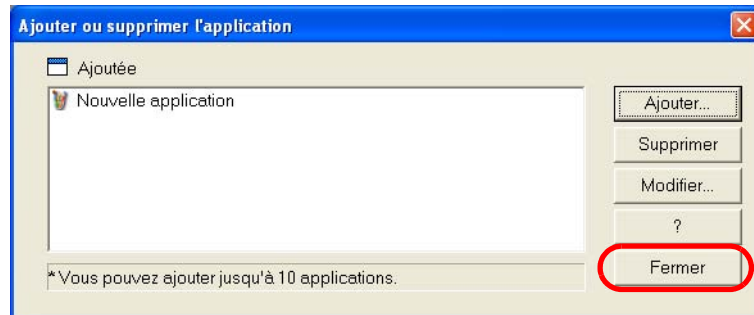 Ajouter ou supprimer l'application
Ajoutée
Nouvelle application
Ajouter...
Supprimer
Modifier...
?
Fermer
* Vous pouvez ajouter jusqu'à 10 applications.